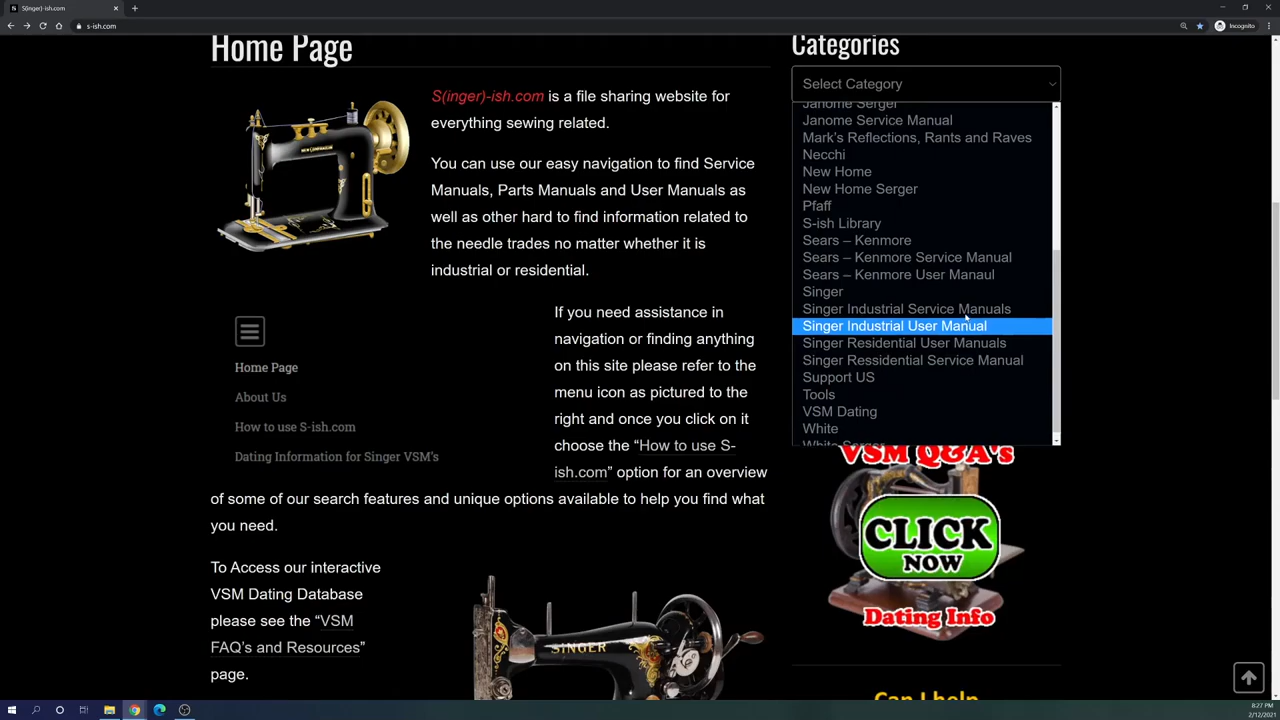 S(inger)-ish.com
s-ish.com
Incognito
Home Page
S(inger)-ish.com is a file sharing website for
everything sewing related.
You can use our easy navigation to find Service
Manuals, Parts Manuals and User Manuals as
well as other hard to find information related to
the needle trades no matter whether it is
industrial or residential.
If you need assistance in
navigation or finding anything
on this site please refer to the
menu icon as pictured to the
right and once you click on it
choose the “How to use S-
ish.com” option for an overview
of some of our search features and unique options available to help you find what
you need.
Home Page
About Us
How to use S-ish.com
Dating Information for Singer VSM's
To Access our interactive
VSM Dating Database
please see the “VSM
FAQ’s and Resources”
page.
SINGER
Categories
Select Category
Janome Serger
Janome Service Manual
Mark’s Reflections, Rants and Raves
Necchi
New Home
New Home Serger
Pfaff
S-ish Library
Sears – Kenmore
Sears – Kenmore Service Manual
Sears – Kenmore User Manaul
Singer
Singer Industrial Service Manuals
Singer Industrial User Manual
Singer Residential User Manuals
Singer Ressidential Service Manual
Support US
Tools
VSM Dating
White
White Serger
VSM Q&A's
CLICK
NOW
Dating Info
Can I help
8:27 PM
2/12/2021